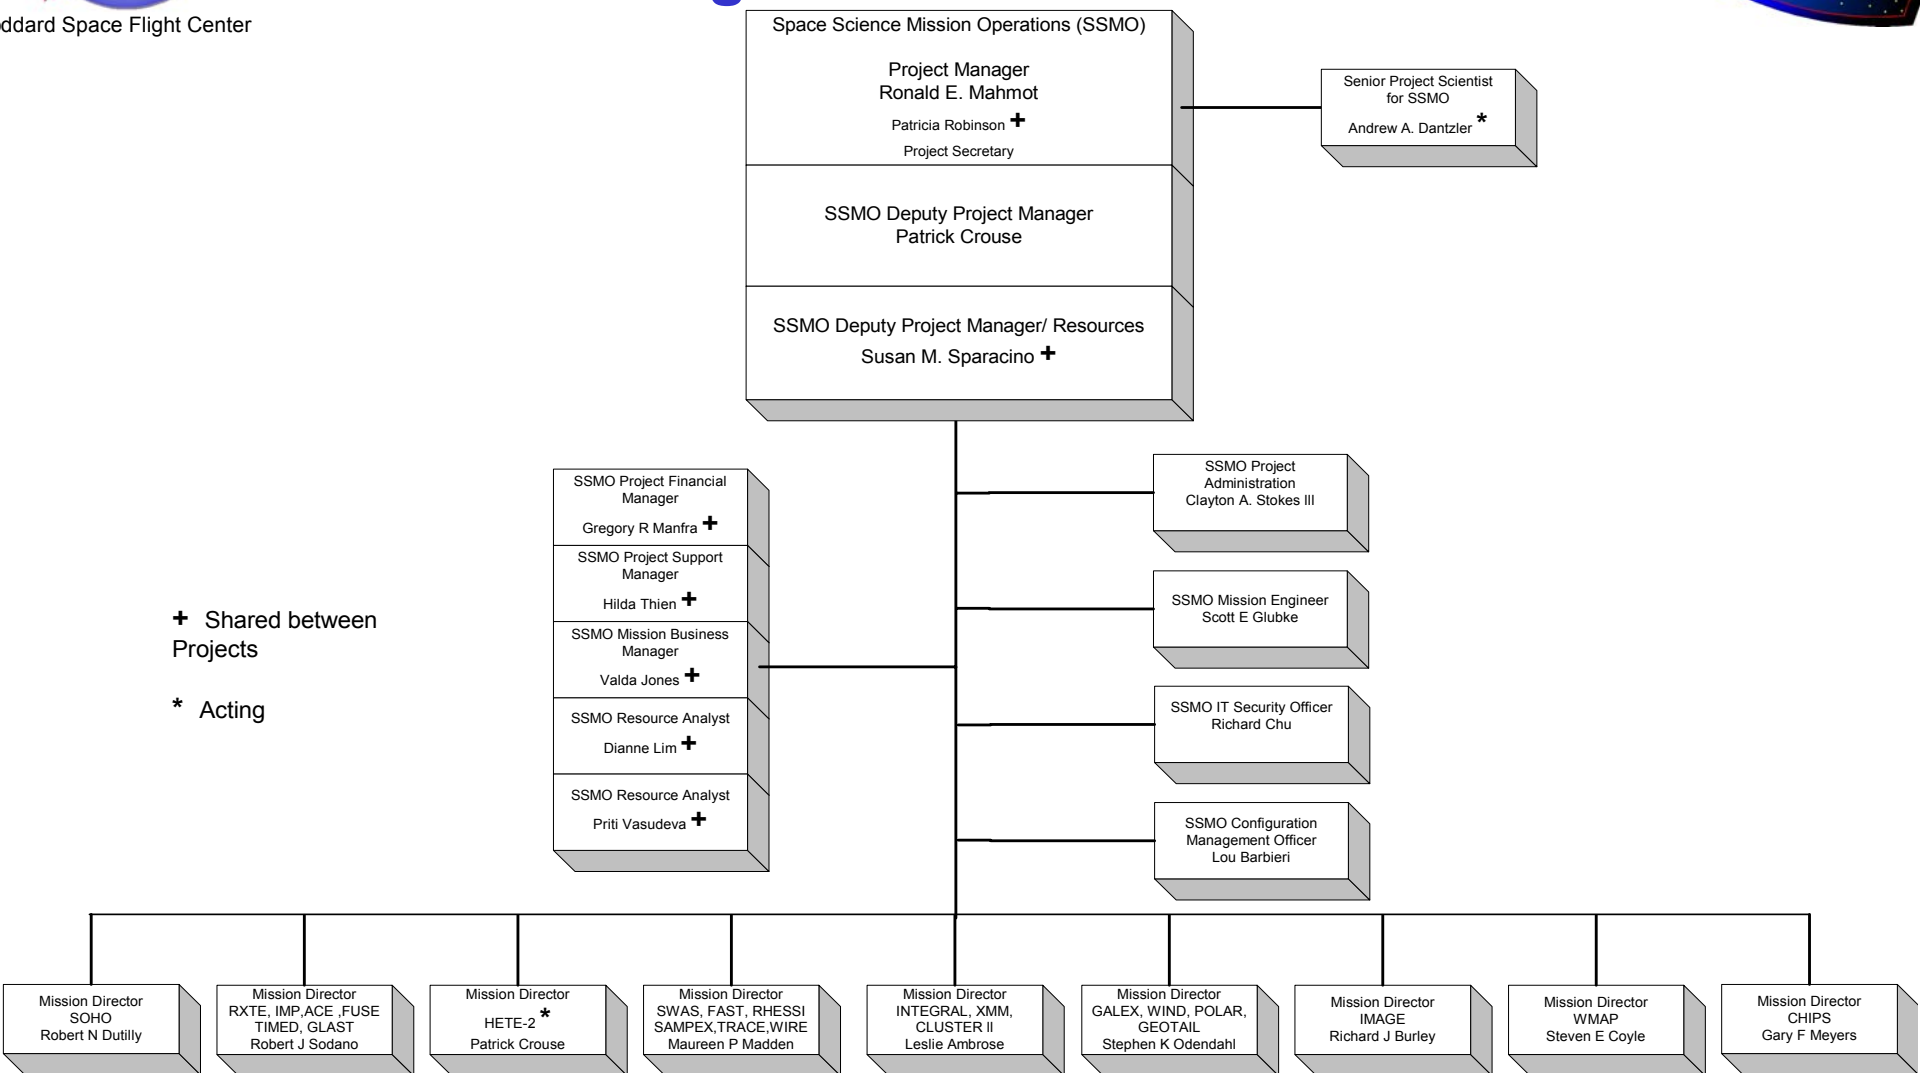 ddard Space Flight Center
Space Science Mission Operations (SSMO)
Project Manager
Ronald E. Mahmot
Patricia Robinson +
Project Secretary
Senior Project Scientist
for SSMO
Andrew A. Dantzler *
SSMO Deputy Project Manager
Patrick Crouse
SSMO Deputy Project Manager/ Resources
Susan M. Sparacino +
SSMO Project Financial
Manager
Gregory R Manfra +
SSMO Project Support
Manager
Hilda Thien +
SSMO Mission Business
Manager
Valda Jones +
SSMO Resource Analyst
Dianne Lim +
SSMO Resource Analyst
Priti Vasudeva +
SSMO Project
Administration
Clayton A. Stokes III
SSMO Mission Engineer
Scott E Glubke
SSMO IT Security Officer
Richard Chu
SSMO Configuration
Management Officer
Lou Barbieri
+ Shared between
Projects
* Acting
Mission Director
SOHO
Robert N Dutilly
Mission Director
RXTE, IMP,ACE ,FUSE
TIMED, GLAST
Robert J Sodano
Mission Director
HETE-2 *
Patrick Crouse
Mission Director
SWAS, FAST, RHESSI
SAMPEX,TRACE,WIRE
Maureen P Madden
Mission Director
INTEGRAL, XMM,
CLUSTER II
Leslie Ambrose
Mission Director
GALEX, WIND, POLAR,
GEOTAIL
Stephen K Odendahl
Mission Director
IMAGE
Richard J Burley
Mission Director
WMAP
Steven E Coyle
Mission Director
CHIPS
Gary F Meyers